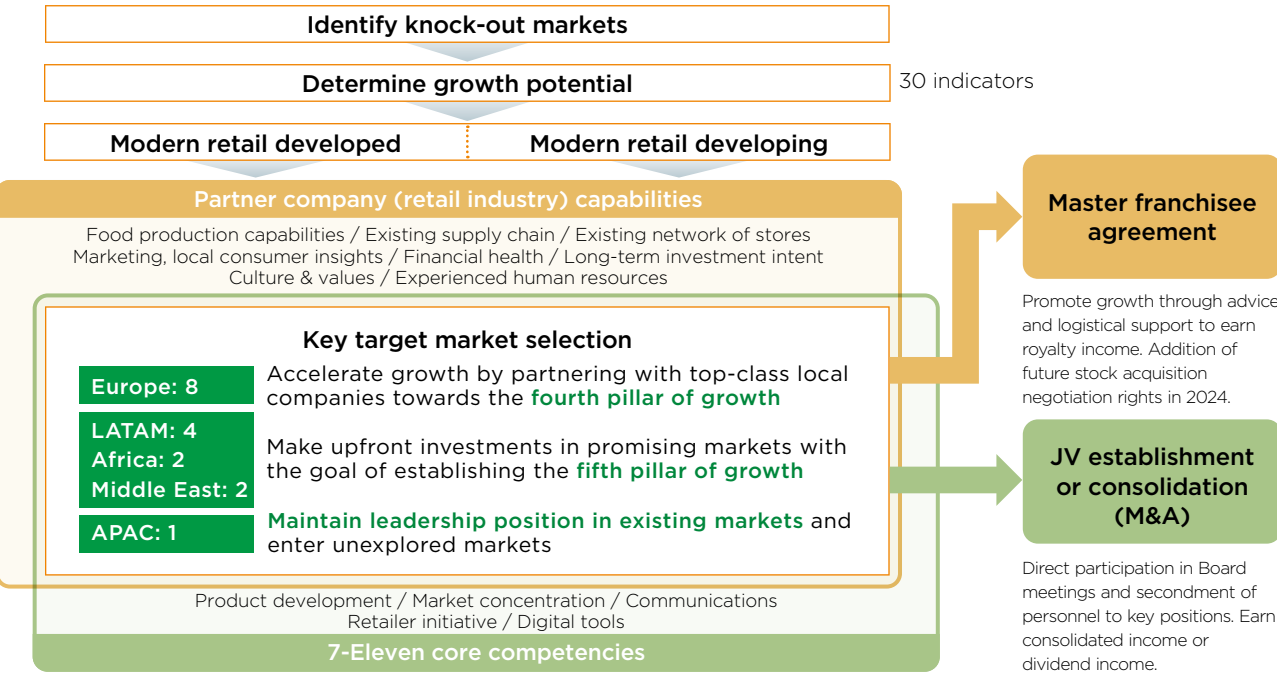 Identify knock-out markets
Determine growth potential
30 indicators
Modern retail developed
Modern retail developing
Partner company (retail industry) capabilities
Food production capabilities / Existing supply chain / Existing network of stores
Marketing, local consumer insights / Financial health / Long-term investment intent
Culture & values / Experienced human resources
Key target market selection
Europe: 8
Accelerate growth by partnering with top-class local
companies towards the fourth pillar of growth
LATAM: 4
Africa: 2
Middle East: 2
Make upfront investments in promising markets with
the goal of establishing the fifth pillar of growth
APAC: 1
Maintain leadership position in existing markets and
enter unexplored markets
Product development / Market concentration / Communications
Retailer initiative / Digital tools
7-Eleven core competencies
Master franchisee
agreement
Promote growth through advice
and logistical support to earn
royalty income. Addition of
future stock acquisition
negotiation rights in 2024.
JV establishment
or consolidation
(M&A)
Direct participation in Board
meetings and secondment of
personnel to key positions. Earn
consolidated income or
dividend income.